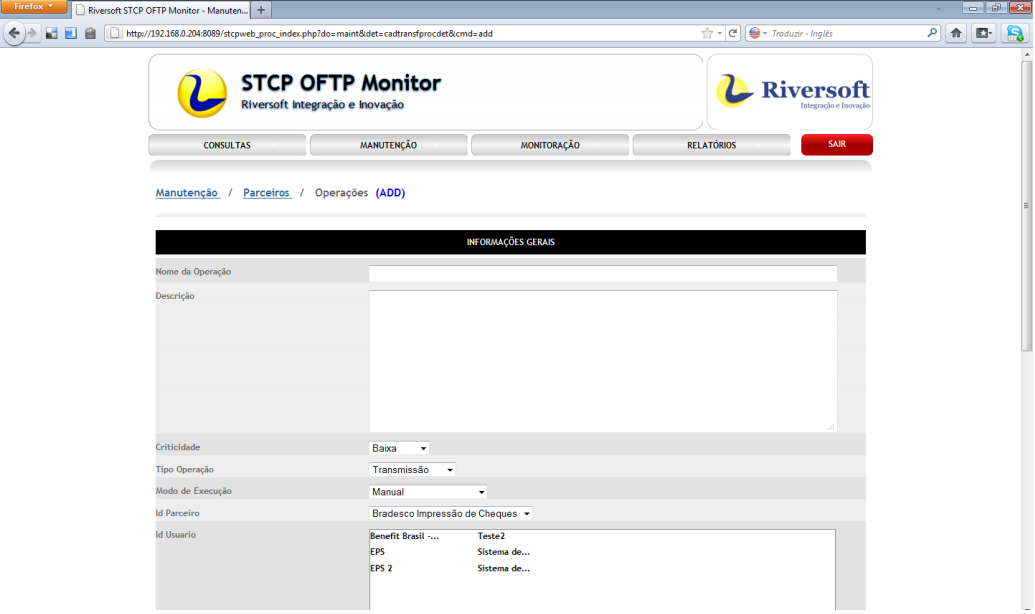 Firefox
Riversoft STCP OFTP Monitor - Manuten...
http://192.168.0.204:8089/stcpweb_proc_index.php?do=maint&det=cadtransfprocdet&cmd=add
Traduzir - Inglês
STCP OFTP Monitor
Riversoft Integração e Inovação
Riversoft
Integração e Inovação
CONSULTAS
MANUTENÇÃO
MONITORAÇÃO
RELATÓRIOS
SAIR
Manutenção / Parceiros / Operações (ADD)
INFORMAÇÕES GERAIS
Nome da Operação
Descrição
Criticidade Baixa
Tipo Operação Transmissão
Modo de Execução Manual
Id Parceiro Bradesco Impressão de Cheques
Id Usuario
Benefit Brasil -... Teste2
EPS Sistema de...
EPS 2 Sistema de...